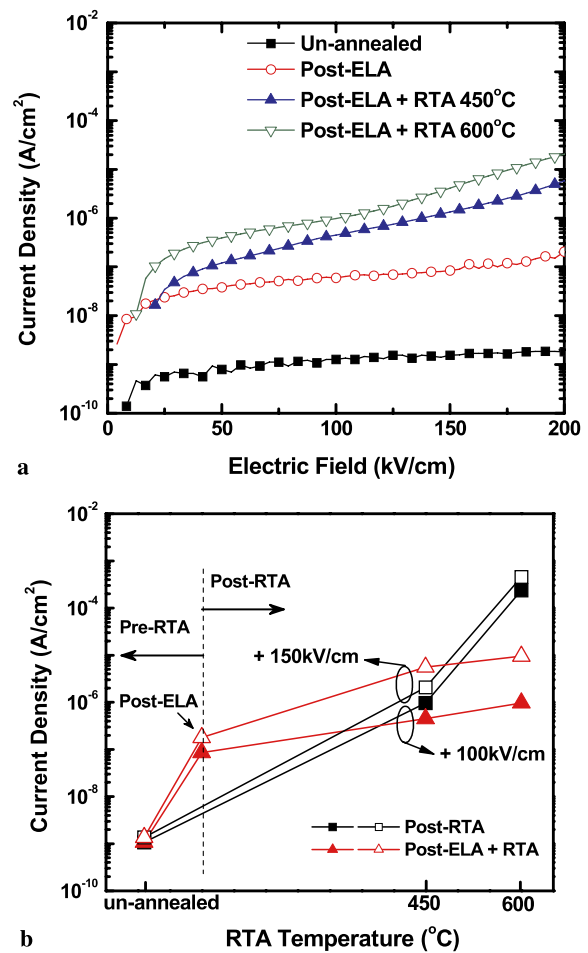 10⁻²
10⁻⁴
10⁻⁶
10⁻⁸
10⁻¹⁰
Current Density (A/cm²)
Un-annealed
Post-ELA
Post-ELA + RTA 450°C
Post-ELA + RTA 600°C
0 50 100 150 200
a Electric Field (kV/cm)
10⁻²
10⁻⁴
10⁻⁶
10⁻⁸
10⁻¹⁰
Current Density (A/cm²)
Post-RTA
Pre-RTA
+ 150kV/cm
Post-ELA
+ 100kV/cm
Post-RTA
Post-ELA + RTA
un-annealed 450 600
b RTA Temperature (°C)